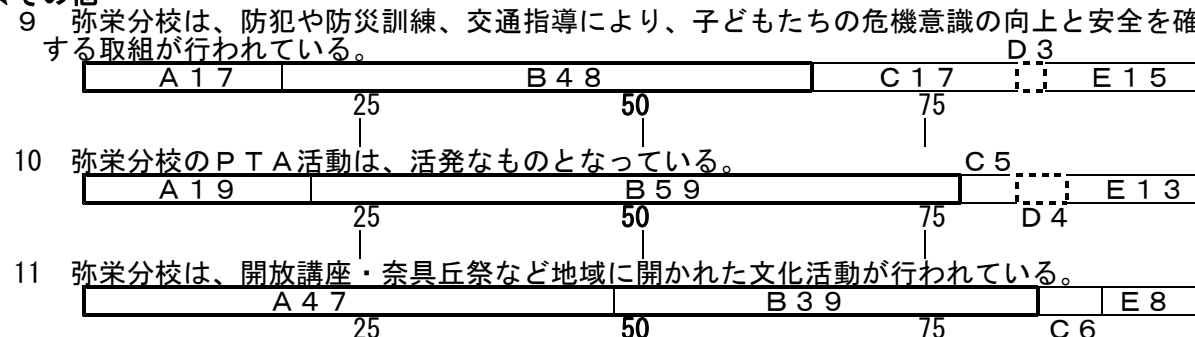 ９　弥栄分校は、防犯や防災訓練、交通指導により、子どもたちの危機意識の向上と安全を確
する取組が行われている。
Ｄ３
Ａ１７　Ｂ４８　Ｃ１７　Ｅ１５
25　50　75
10　弥栄分校のＰＴＡ活動は、活発なものとなっている。
Ｃ５
Ａ１９　Ｂ５９　Ｅ１３
25　50　75　Ｄ４
11　弥栄分校は、開放講座・奈具丘祭など地域に開かれた文化活動が行われている。
Ａ４７　Ｂ３９　Ｅ８
25　50　75　Ｃ６